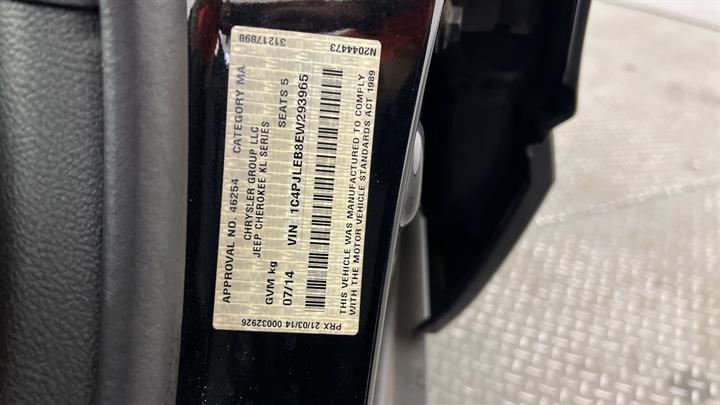 31217898 N2044473
APPROVAL NO. 46254 CATEGORY MA
CHRYSLER GROUP LLC
JEEP CHEROKEE KL SERIES
GVM kg SEATS 5
07/14 VIN 1C4PJLEB8EW293965
THIS VEHICLE WAS MANUFACTURED TO COMPLY
WITH THE MOTOR VEHICLE STANDARDS ACT 1989
PRX 21/03/14 00032926